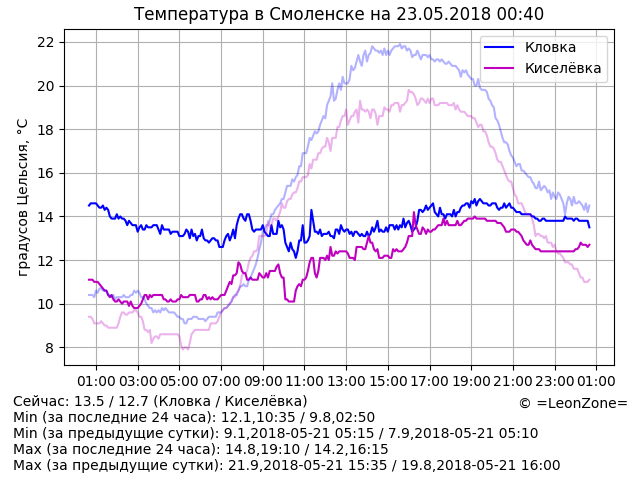 Температура в Смоленске на 23.05.2018 00:40
градусов Цельсия, °C
22
20
18
16
14
12
10
8
Кловка
Киселёвка
01:00 03:00 05:00 07:00 09:00 11:00 13:00 15:00 17:00 19:00 21:00 23:00 01:00
Сейчас: 13.5 / 12.7 (Кловка / Киселёвка)
© =LeonZone=
Min (за последние 24 часа): 12.1,10:35 / 9.8,02:50
Min (за предыдущие сутки): 9.1,2018-05-21 05:15 / 7.9,2018-05-21 05:10
Max (за последние 24 часа): 14.8,19:10 / 14.2,16:15
Max (за предыдущие сутки): 21.9,2018-05-21 15:35 / 19.8,2018-05-21 16:00